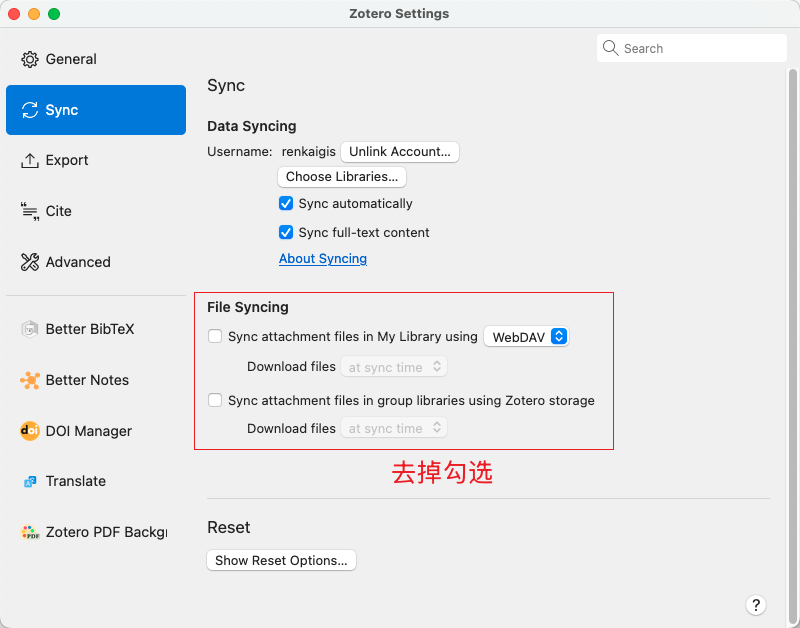 Zotero Settings
Search
General
Sync
Export
Cite
Advanced
Better BibTeX
Better Notes
DOI Manager
Translate
Zotero PDF Backgr
Sync
Data Syncing
Username: renkaigis Unlink Account...
Choose Libraries...
Sync automatically
Sync full-text content
About Syncing
File Syncing
Sync attachment files in My Library using WebDAV
Download files at sync time
Sync attachment files in group libraries using Zotero storage
Download files at sync time
去掉勾选
Reset
Show Reset Options...
?